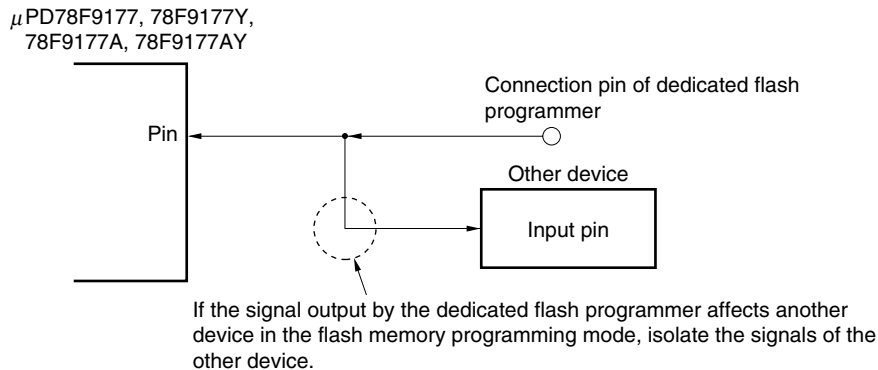 μPD78F9177, 78F9177Y,
78F9177A, 78F9177AY
Connection pin of dedicated flash
programmer
Pin
Other device
Input pin
If the signal output by the dedicated flash programmer affects another
device in the flash memory programming mode, isolate the signals of the
other device.